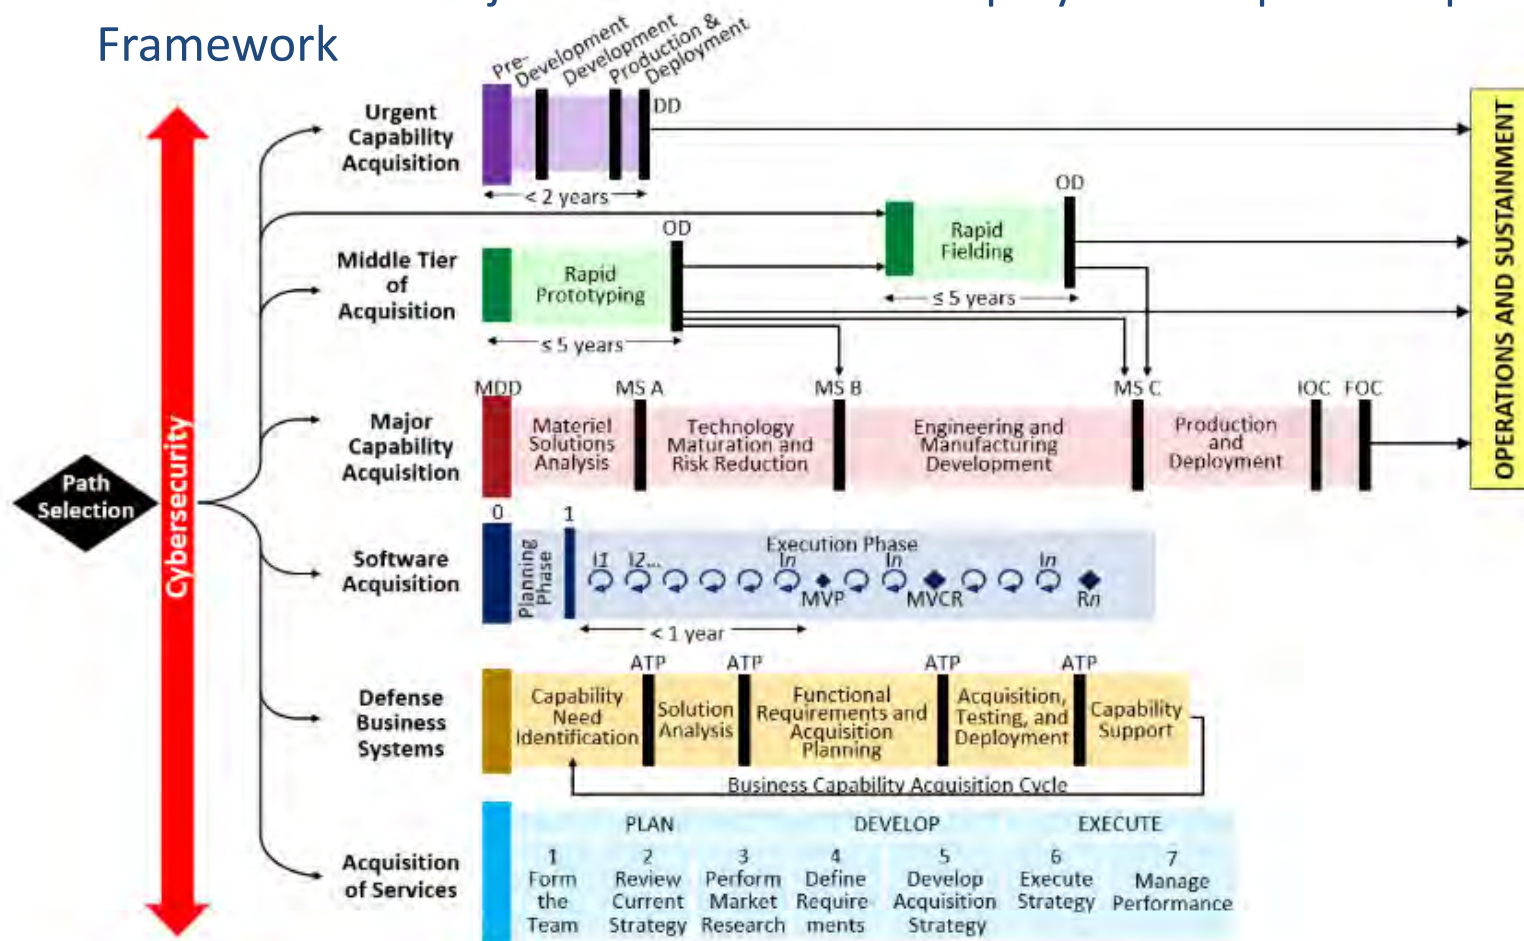 Framework
Pre-
Development
Development
Production &
Deployment
DD
Urgent
Capability
Acquisition
< 2 years
OD
Rapid
Fielding
≤ 5 years
OD
Middle Tier
of
Acquisition
Rapid
Prototyping
≤ 5 years
MDD
MS A
MS B
MS C
IOC
FOC
Major
Capability
Acquisition
Materiel
Solutions
Analysis
Technology
Maturation and
Risk Reduction
Engineering and
Manufacturing
Development
Production
and
Deployment
OPERATIONS AND SUSTAINMENT
Path
Selection
Cybersecurity
0
1
Software
Acquisition
Planning
Phase
Execution Phase
I1
I2...
In
In
In
MVP
MVCR
Rn
< 1 year
ATP
ATP
ATP
ATP
Defense
Business
Systems
Capability
Need
Identification
Solution
Analysis
Functional
Requirements and
Acquisition
Planning
Acquisition,
Testing, and
Deployment
Capability
Support
Business Capability Acquisition Cycle
Acquisition
of Services
PLAN
DEVELOP
EXECUTE
1
Form
the
Team
2
Review
Current
Strategy
3
Perform
Market
Research
4
Define
Require-
ments
5
Develop
Acquisition
Strategy
6
Execute
Strategy
7
Manage
Performance